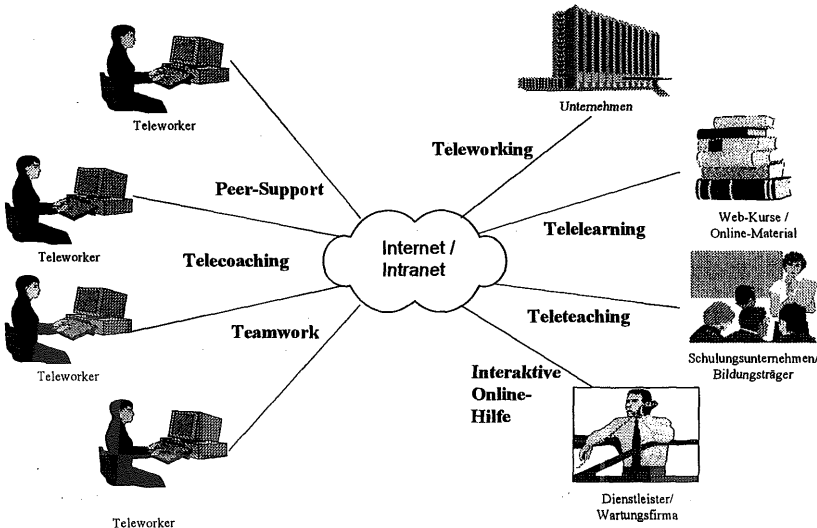 Teleworker
Unternehmen
Teleworking
Peer-Support
Web-Kurse /
Online-Material
Teleworker
Telecoaching
Internet /
Intranet
Telelearning
Teamwork
Teleteaching
Schulungsunternehmen/
Bildungsträger
Teleworker
Interaktive
Online-
Hilfe
Dienstleister/
Wartungsfirma
Teleworker